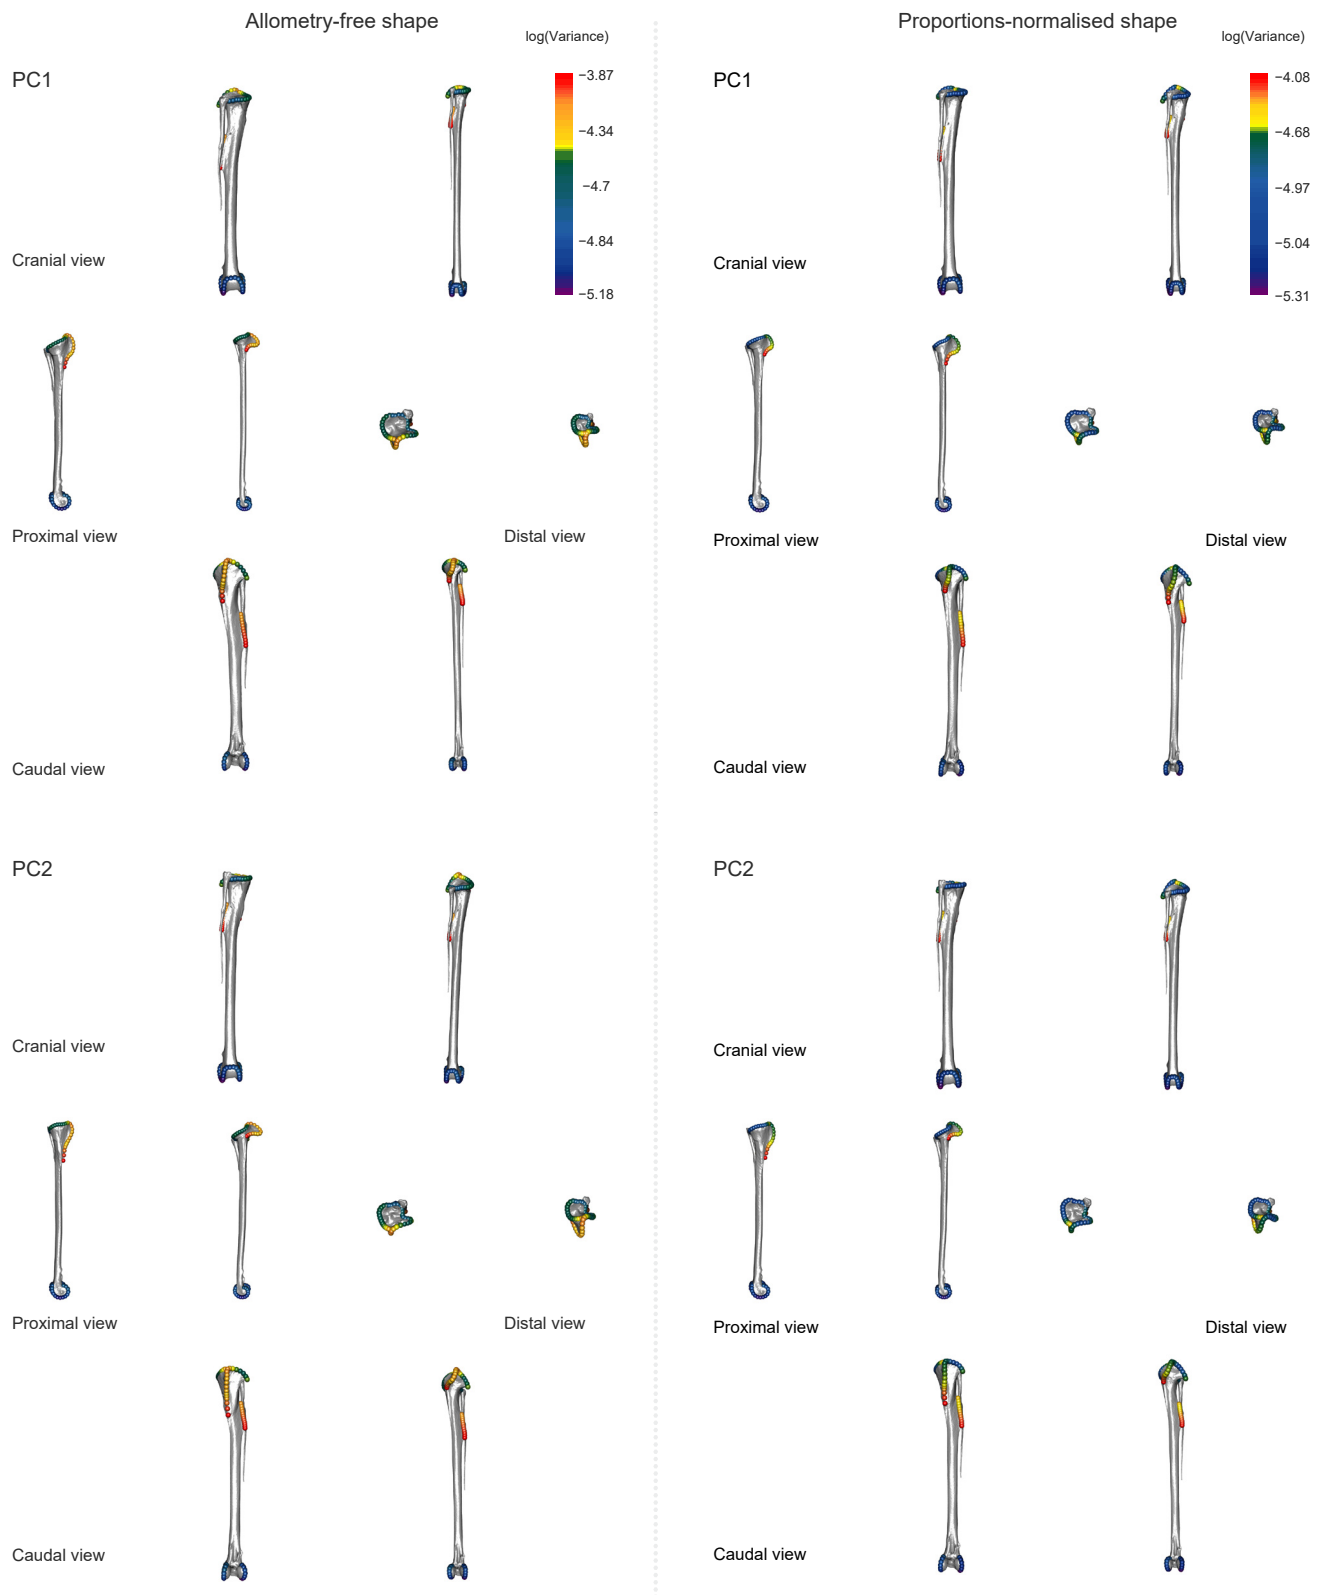 Allometry-free shape
log(Variance)
PC1
−3.87
−4.34
−4.7
−4.84
−5.18
Cranial view
Proximal view
Distal view
Caudal view
PC2
Cranial view
Proximal view
Distal view
Caudal view
Proportions-normalised shape
log(Variance)
PC1
−4.08
−4.68
−4.97
−5.04
−5.31
Cranial view
Proximal view
Distal view
Caudal view
PC2
Cranial view
Proximal view
Distal view
Caudal view